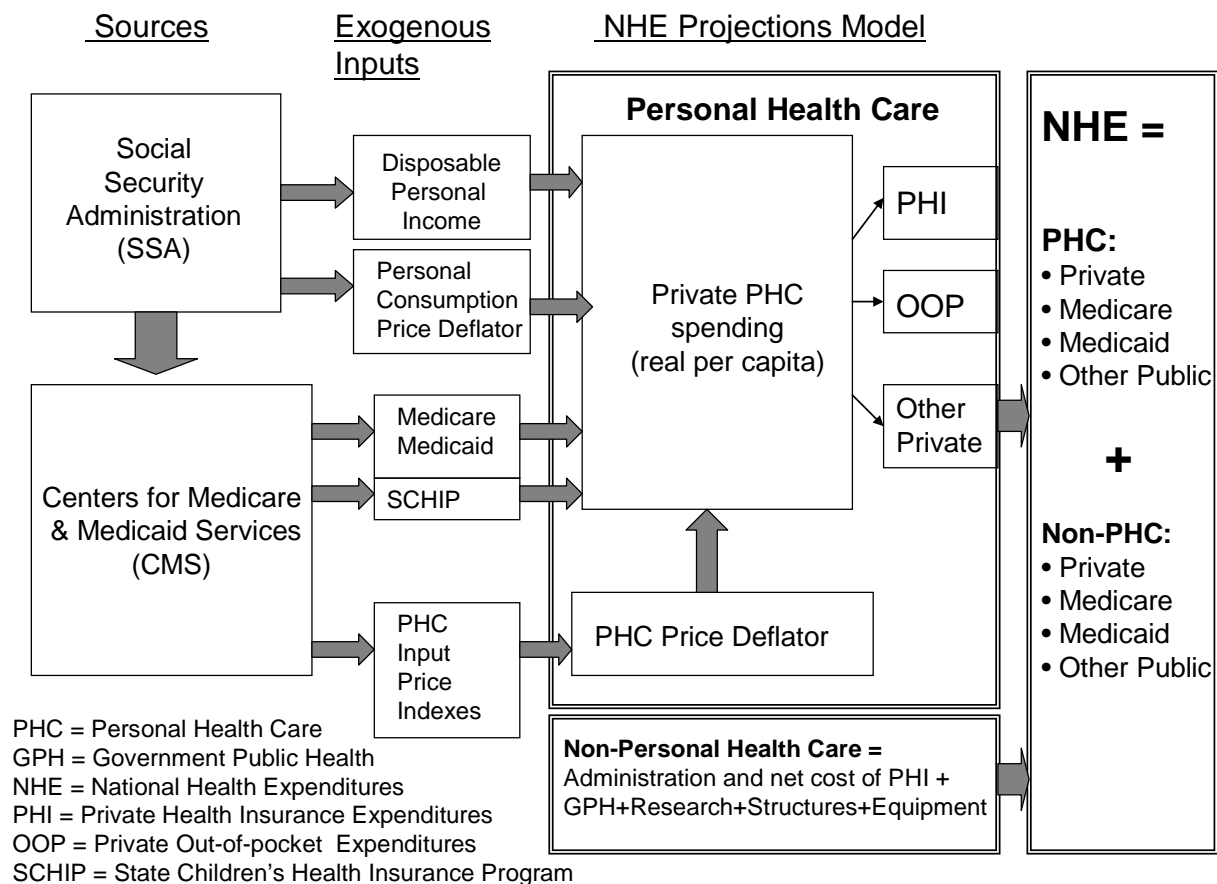 Sources
Exogenous
Inputs
NHE Projections Model
Social
Security
Administration
(SSA)
Centers for Medicare
& Medicaid Services
(CMS)
Disposable
Personal
Income
Personal
Consumption
Price Deflator
Medicare
Medicaid
SCHIP
PHC
Input
Price
Indexes
Personal Health Care
Private PHC
spending
(real per capita)
PHI
OOP
Other
Private
PHC Price Deflator
Non-Personal Health Care =
Administration and net cost of PHI +
GPH+Research+Structures+Equipment
NHE =
PHC:
• Private
• Medicare
• Medicaid
• Other Public
+
Non-PHC:
• Private
• Medicare
• Medicaid
• Other Public
PHC = Personal Health Care
GPH = Government Public Health
NHE = National Health Expenditures
PHI = Private Health Insurance Expenditures
OOP = Private Out-of-pocket Expenditures
SCHIP = State Children's Health Insurance Program